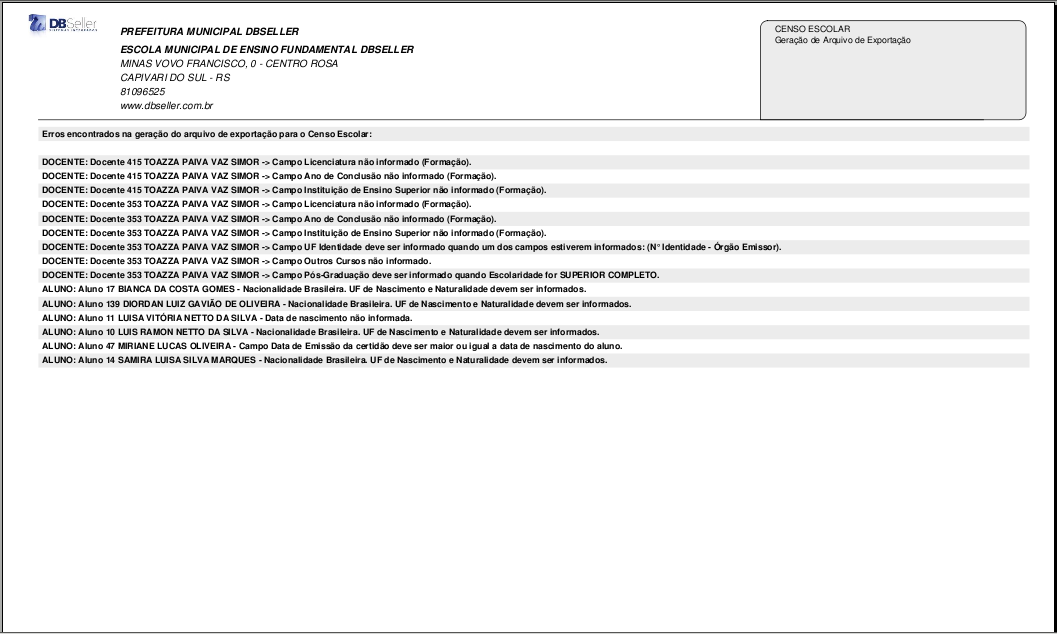 DBSeller
SISTEMAS INTEGRADOS
PREFEITURA MUNICIPAL DBSELLER
ESCOLA MUNICIPAL DE ENSINO FUNDAMENTAL DBSELLER
MINAS VOVO FRANCISCO, 0 - CENTRO ROSA
CAPIVARI DO SUL - RS
81096525
www.dbseller.com.br
CENSO ESCOLAR
Geração de Arquivo de Exportação
Erros encontrados na geração do arquivo de exportação para o Censo Escolar:
DOCENTE: Docente 415 TOAZZA PAIVA VAZ SIMOR -> Campo Licenciatura não informado (Formação).
DOCENTE: Docente 415 TOAZZA PAIVA VAZ SIMOR -> Campo Ano de Conclusão não informado (Formação).
DOCENTE: Docente 415 TOAZZA PAIVA VAZ SIMOR -> Campo Instituição de Ensino Superior não informado (Formação).
DOCENTE: Docente 353 TOAZZA PAIVA VAZ SIMOR -> Campo Licenciatura não informado (Formação).
DOCENTE: Docente 353 TOAZZA PAIVA VAZ SIMOR -> Campo Ano de Conclusão não informado (Formação).
DOCENTE: Docente 353 TOAZZA PAIVA VAZ SIMOR -> Campo Instituição de Ensino Superior não informado (Formação).
DOCENTE: Docente 353 TOAZZA PAIVA VAZ SIMOR -> Campo UF Identidade deve ser informado quando um dos campos estiverem informados: (N° Identidade - Órgão Emissor).
DOCENTE: Docente 353 TOAZZA PAIVA VAZ SIMOR -> Campo Outros Cursos não informado.
DOCENTE: Docente 353 TOAZZA PAIVA VAZ SIMOR -> Campo Pós-Graduação deve ser informado quando Escolaridade for SUPERIOR COMPLETO.
ALUNO: Aluno 17 BIANCA DA COSTA GOMES - Nacionalidade Brasileira. UF de Nascimento e Naturalidade devem ser informados.
ALUNO: Aluno 139 DIORDAN LUIZ GAVIÃO DE OLIVEIRA - Nacionalidade Brasileira. UF de Nascimento e Naturalidade devem ser informados.
ALUNO: Aluno 11 LUISA VITÓRIA NETTO DA SILVA - Data de nascimento não informada.
ALUNO: Aluno 10 LUIS RAMON NETTO DA SILVA - Nacionalidade Brasileira. UF de Nascimento e Naturalidade devem ser informados.
ALUNO: Aluno 47 MIRIANE LUCAS OLIVEIRA - Campo Data de Emissão da certidão deve ser maior ou igual a data de nascimento do aluno.
ALUNO: Aluno 14 SAMIRA LUISA SILVA MARQUES - Nacionalidade Brasileira. UF de Nascimento e Naturalidade devem ser informados.